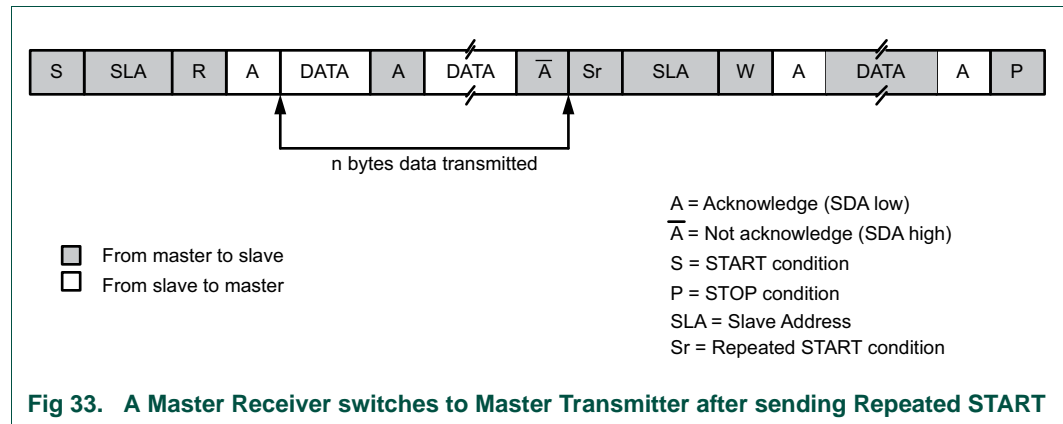 S SLA R A DATA A DATA A̅ Sr SLA W A DATA A P
n bytes data transmitted
From master to slave
From slave to master
A = Acknowledge (SDA low)
A̅ = Not acknowledge (SDA high)
S = START condition
P = STOP condition
SLA = Slave Address
Sr = Repeated START condition
Fig 33. A Master Receiver switches to Master Transmitter after sending Repeated START